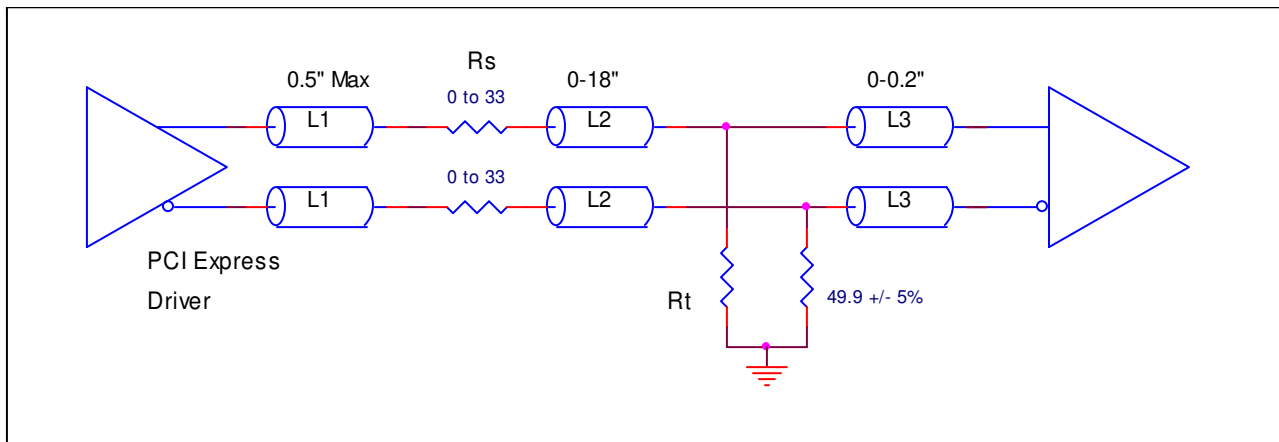 Rs
0.5" Max
0-18"
0-0.2"
0 to 33
L1
L2
L3
0 to 33
L1
L2
L3
PCI Express
Driver
Rt
49.9 +/- 5%